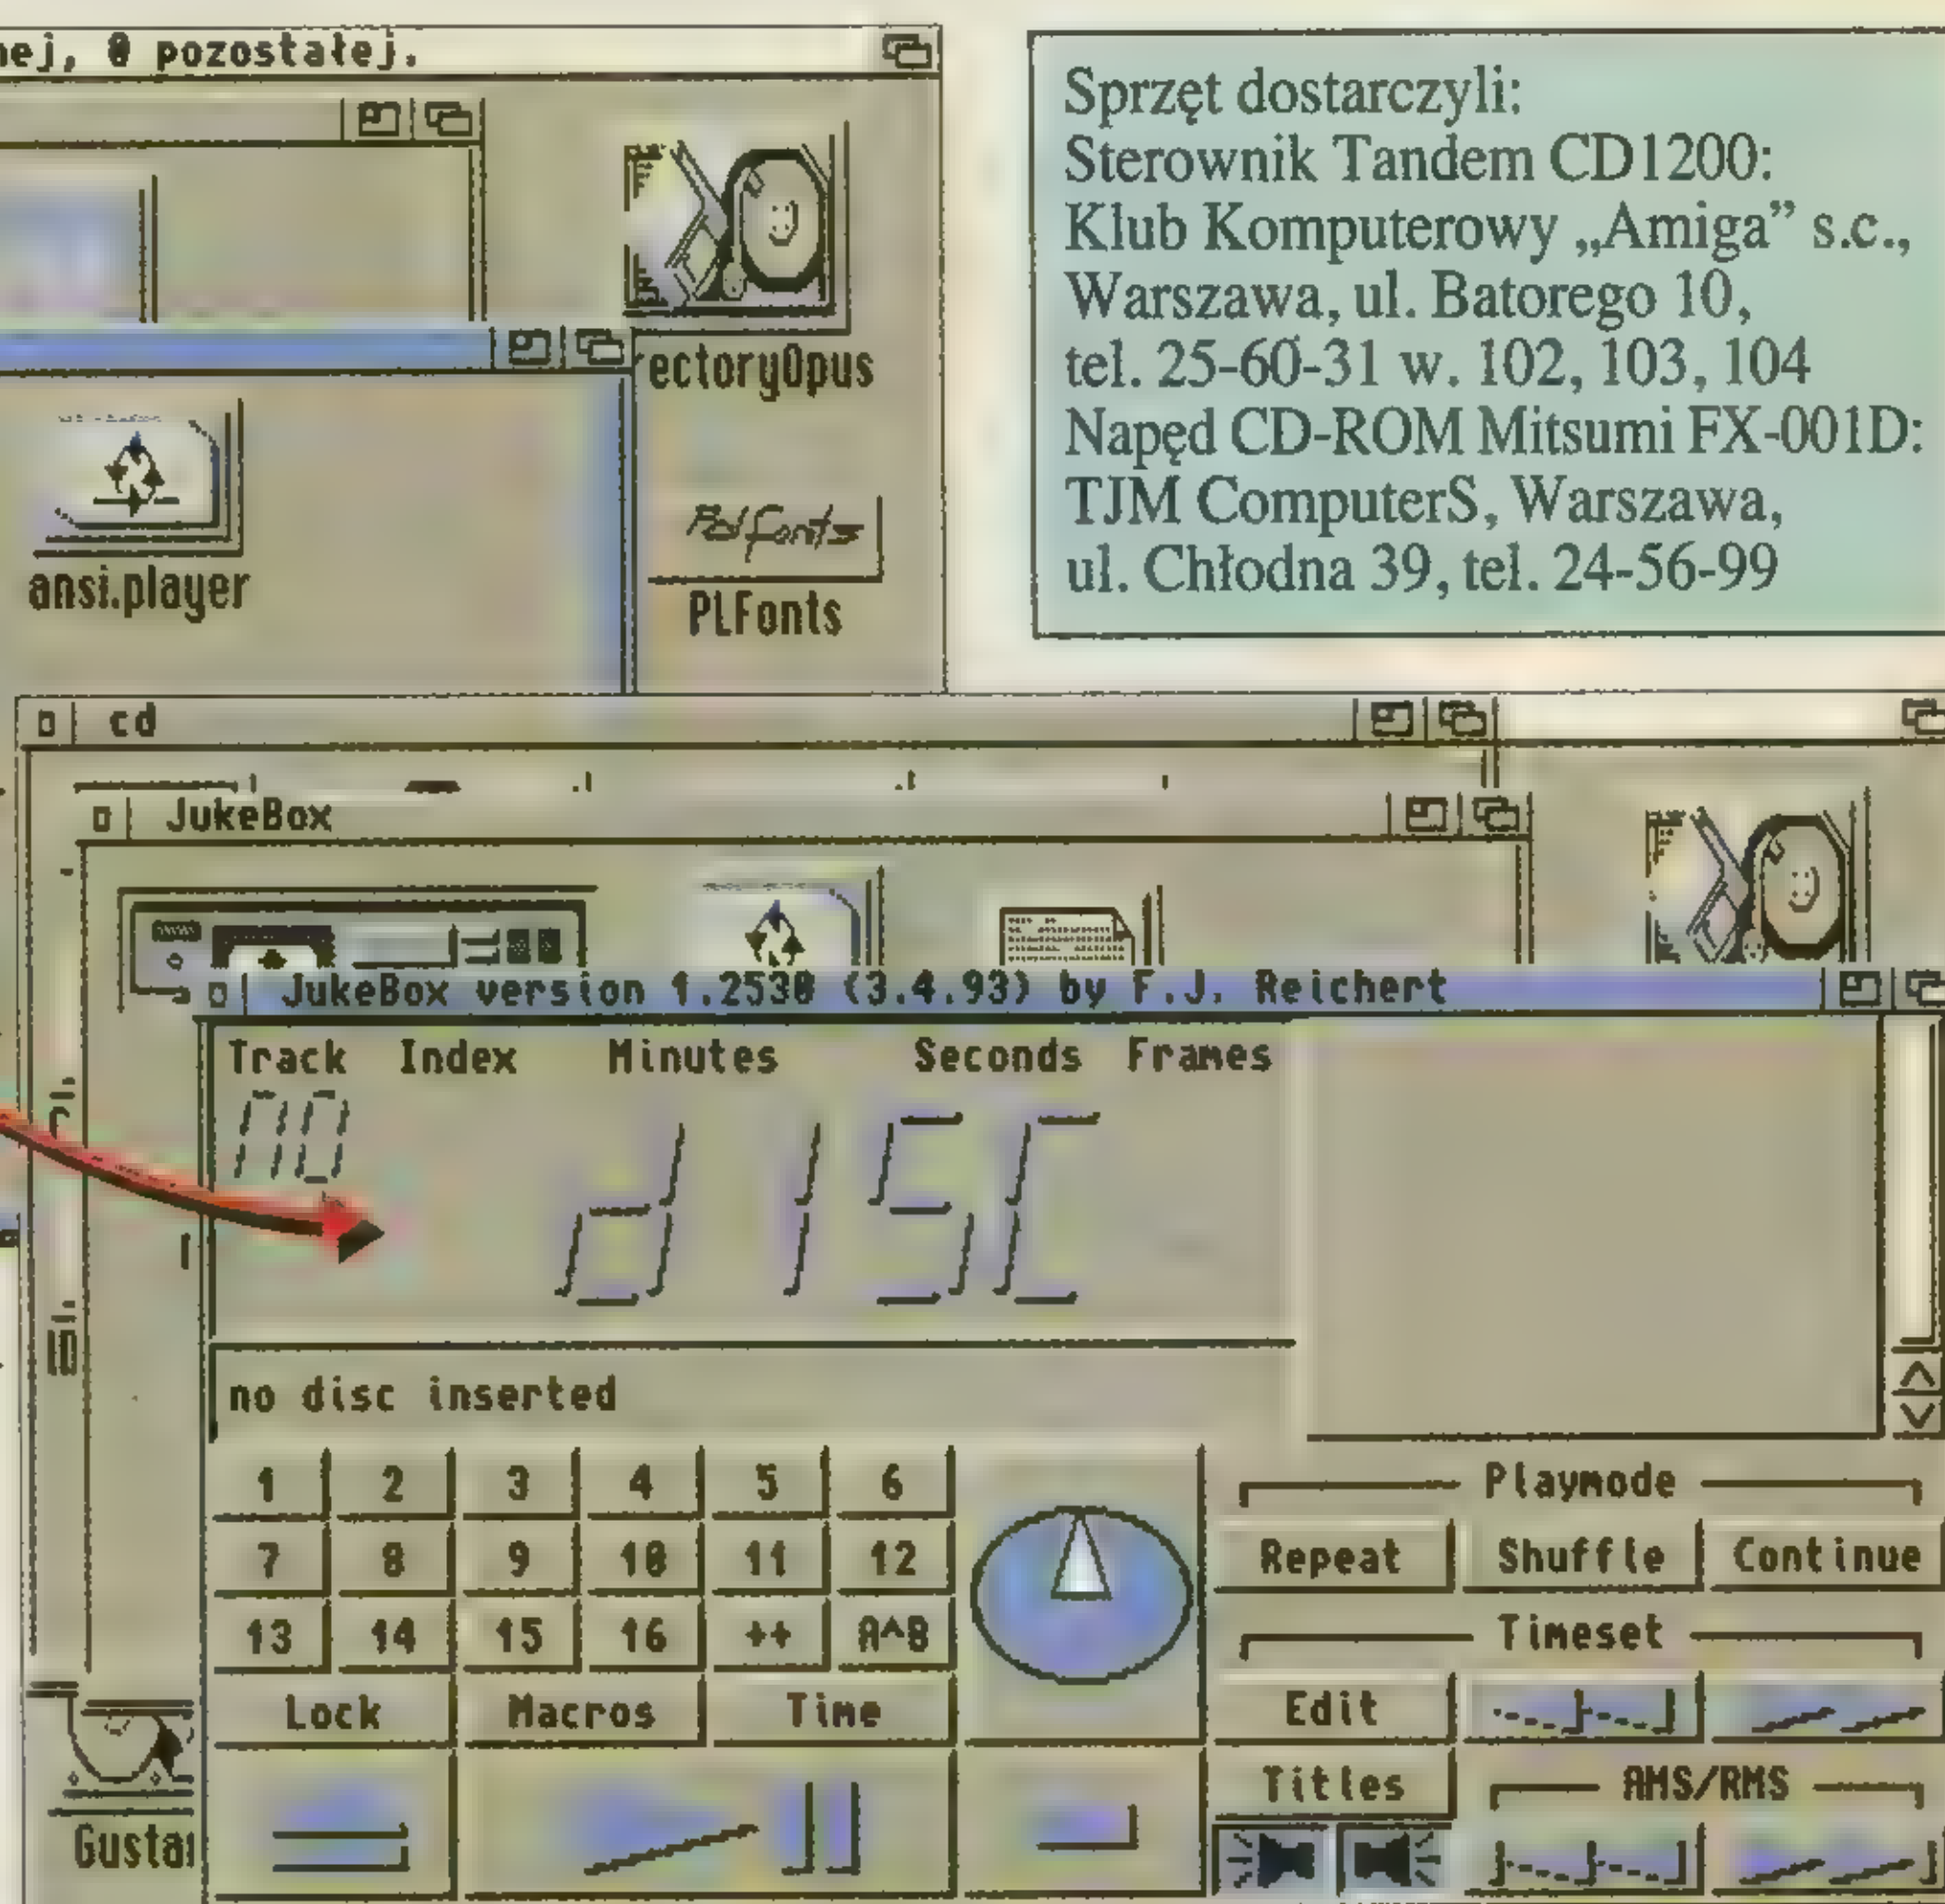 nej, 0 pozostałej.
ectoryOpus
ansi.player
Polfonts
PLFonts
Sprzęt dostarczyli:
Sterownik Tandem CD1200:
Klub Komputerowy „Amiga” s.c.,
Warszawa, ul. Batorego 10,
tel. 25-60-31 w. 102, 103, 104
Napęd CD-ROM Mitsumi FX-001D:
TJM ComputerS, Warszawa,
ul. Chłodna 39, tel. 24-56-99
cd
JukeBox
JukeBox version 1.2530 (3.4.93) by F.J. Reichert
Track Index Minutes Seconds Frames
no disc
no disc inserted
1 2 3 4 5 6
7 8 9 10 11 12
13 14 15 16 ++ A^B
Lock Macros Time
Playmode
Repeat Shuffle Continue
Timeset
Edit
Titles AMS/RMS
Gusta